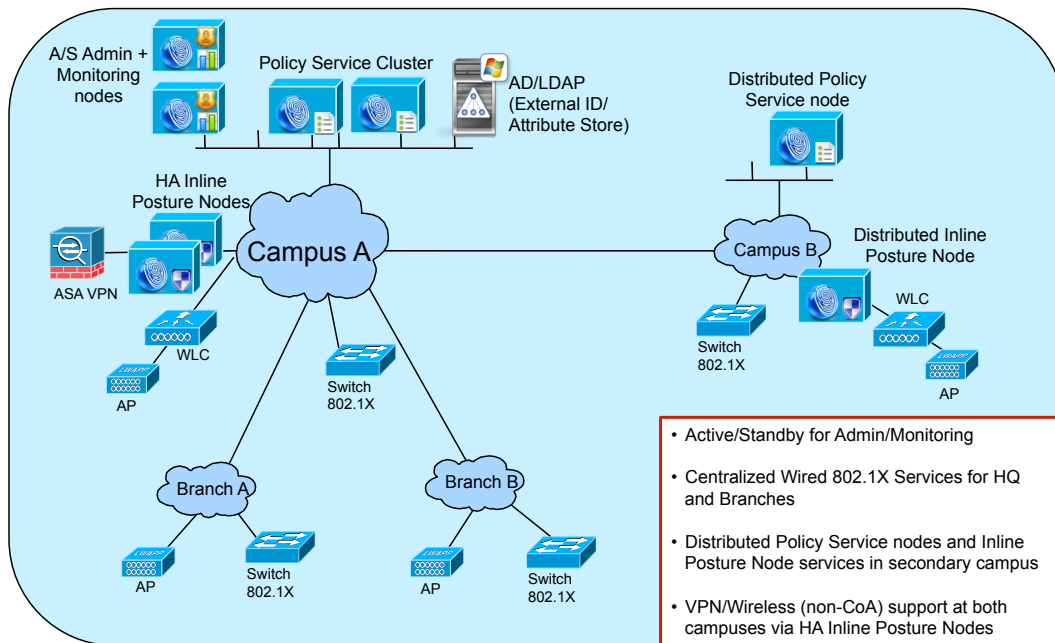 A/S Admin +
Monitoring
nodes
Policy Service Cluster
AD/LDAP
(External ID/
Attribute Store)
Distributed Policy
Service node
HA Inline
Posture Nodes
ASA VPN
Campus A
WLC
LWAPP
AP
Switch
802.1X
Campus B
Distributed Inline
Posture Node
Switch
802.1X
WLC
LWAPP
AP
Branch A
LWAPP
AP
Switch
802.1X
Branch B
LWAPP
AP
Switch
802.1X
• Active/Standby for Admin/Monitoring
• Centralized Wired 802.1X Services for HQ
and Branches
• Distributed Policy Service nodes and Inline
Posture Node services in secondary campus
• VPN/Wireless (non-CoA) support at both
campuses via HA Inline Posture Nodes